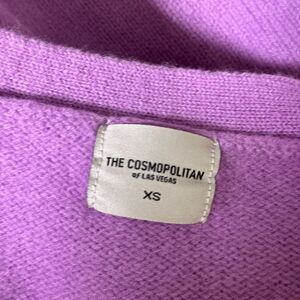 THE COSMOPOLITAN
of LAS VEGAS
XS